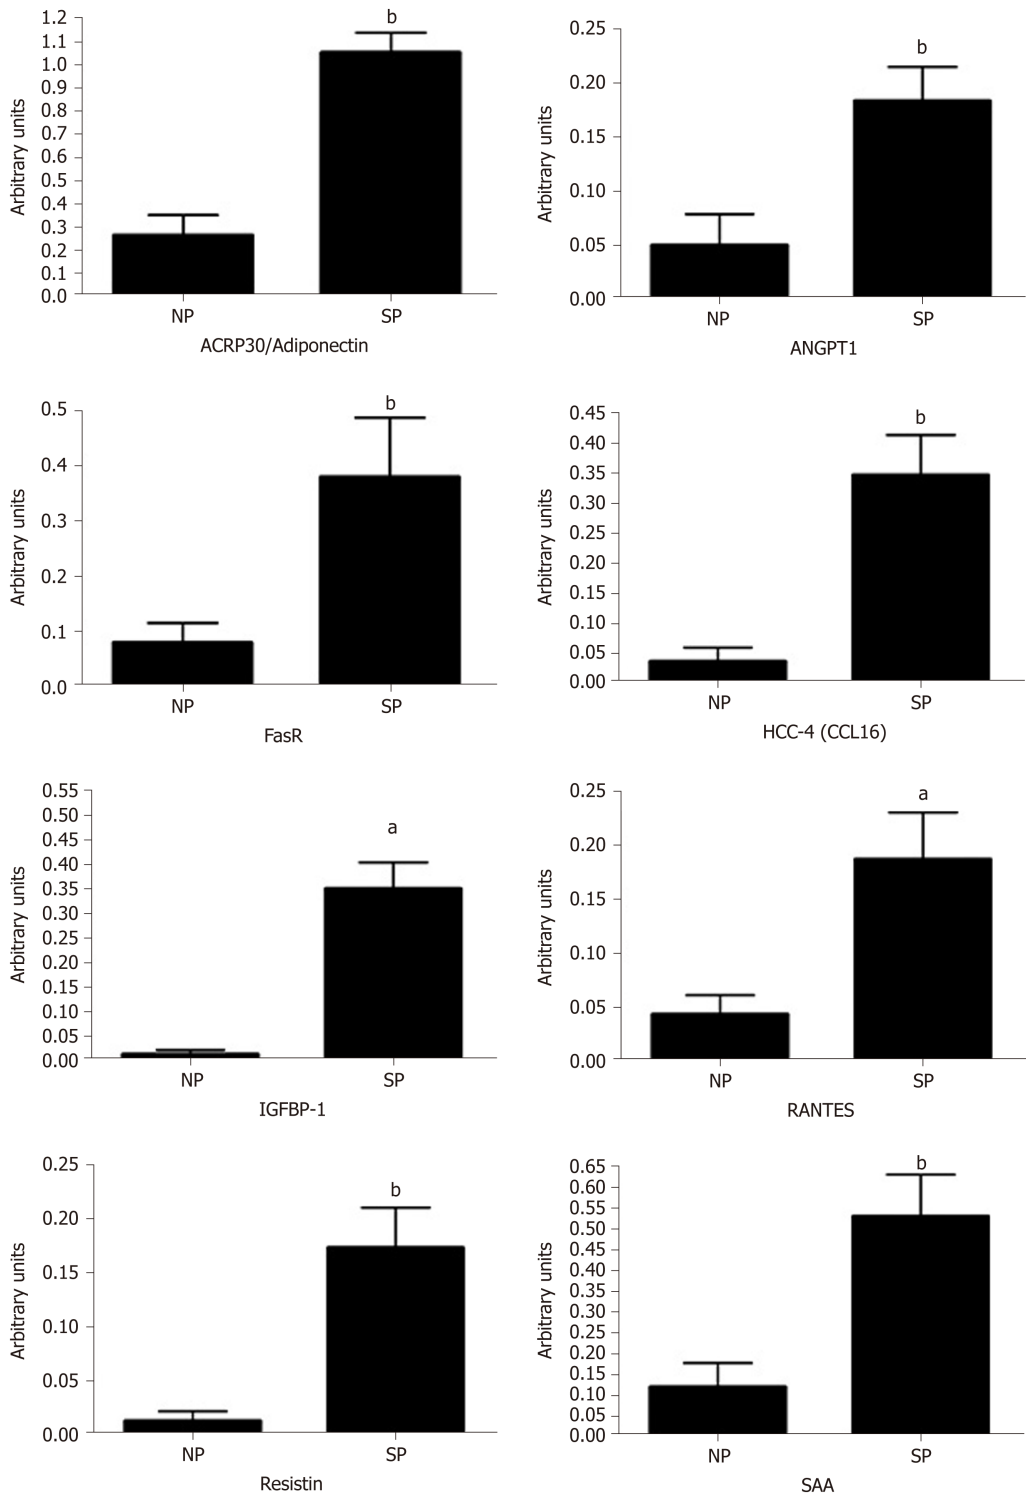 1.2
1.1
1.0
0.9
0.8
0.7
0.6
0.5
0.4
0.3
0.2
0.1
0.0
Arbitrary units
b
NP
SP
ACRP30/Adiponectin
0.25
0.20
0.15
0.10
0.05
0.00
Arbitrary units
b
NP
SP
ANGPT1
0.5
0.4
0.3
0.2
0.1
0.0
Arbitrary units
b
NP
SP
FasR
0.45
0.40
0.35
0.30
0.25
0.20
0.15
0.10
0.05
0.00
Arbitrary units
b
NP
SP
HCC-4 (CCL16)
0.55
0.50
0.45
0.40
0.35
0.30
0.25
0.20
0.15
0.10
0.05
0.00
Arbitrary units
a
NP
SP
IGFBP-1
0.25
0.20
0.15
0.10
0.05
0.00
Arbitrary units
a
NP
SP
RANTES
0.25
0.20
0.15
0.10
0.05
0.00
Arbitrary units
b
NP
SP
Resistin
0.65
0.60
0.55
0.50
0.45
0.40
0.35
0.30
0.25
0.20
0.15
0.10
0.05
0.00
Arbitrary units
b
NP
SP
SAA